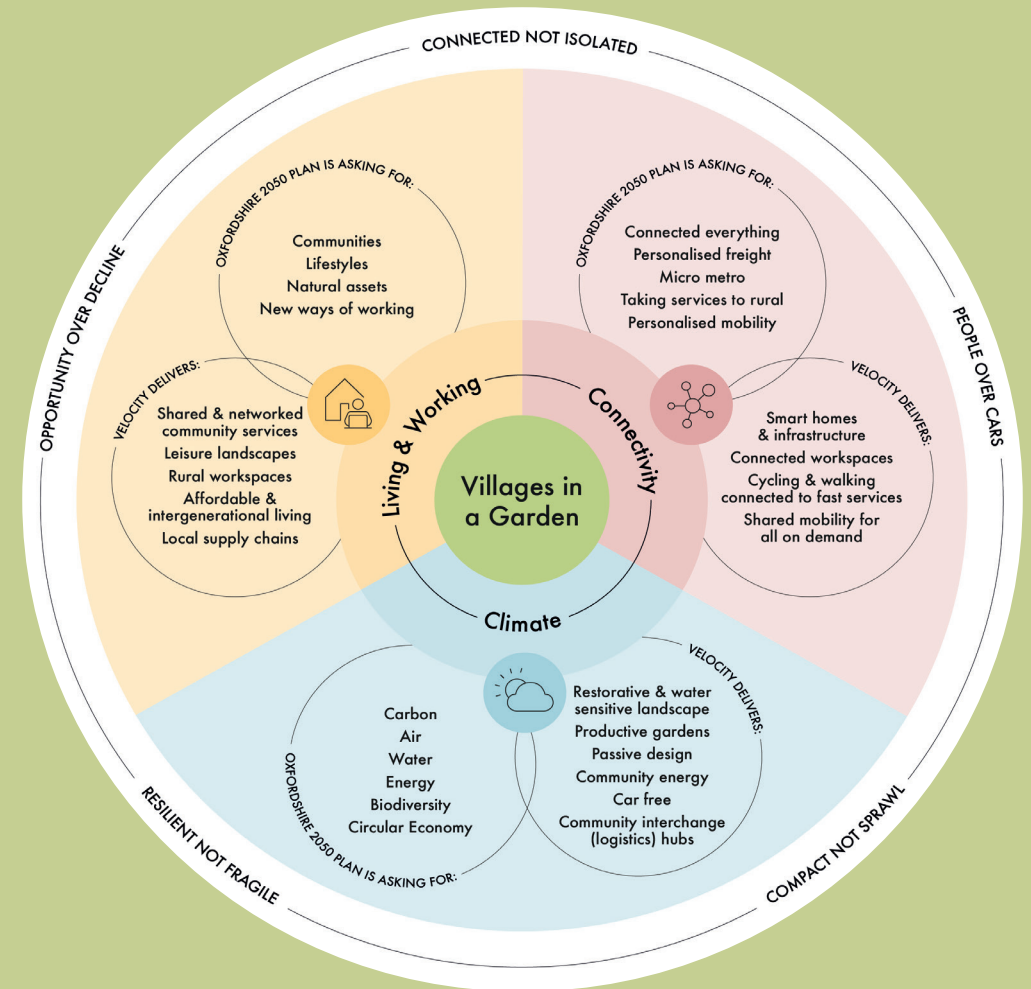 CONNECTED NOT ISOLATED
PEOPLE OVER CARS
COMPACT NOT SPRAWL
RESILIENT NOT FRAGILE
OPPORTUNITY OVER DECLINE
OXFORDSHIRE 2050 PLAN IS ASKING FOR:
Communities
Lifestyles
Natural assets
New ways of working
VELOCITY DELIVERS:
Shared & networked
community services
Leisure landscapes
Rural workspaces
Affordable &
intergenerational living
Local supply chains
Living & Working
OXFORDSHIRE 2050 PLAN IS ASKING FOR:
Connected everything
Personalised freight
Micro metro
Taking services to rural
Personalised mobility
VELOCITY DELIVERS:
Smart homes
& infrastructure
Connected workspaces
Cycling & walking
connected to fast services
Shared mobility for
all on demand
Connectivity
Villages in
a Garden
Climate
OXFORDSHIRE 2050 PLAN IS ASKING FOR:
Carbon
Air
Water
Energy
Biodiversity
Circular Economy
VELOCITY DELIVERS:
Restorative & water
sensitive landscape
Productive gardens
Passive design
Community energy
Car free
Community interchange
(logistics) hubs